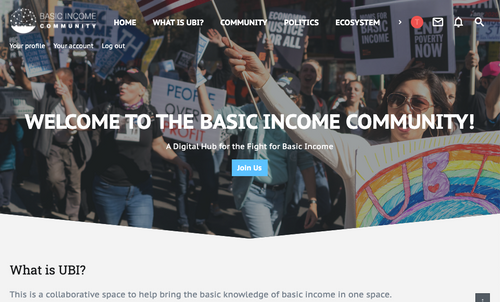 BASIC INCOME
COMMUNITY
HOME WHAT IS UBI? COMMUNITY POLITICS ECOSYSTEM
Your profile Your account Log out
ECONOMIC
JUSTICE
FOR ALL
BASIC
INCOME
END
POVERTY
NOW
PEOPLE
OVER
PROFIT
WELCOME TO THE BASIC INCOME COMMUNITY!
A Digital Hub for the Fight for Basic Income
Join Us
UBI
What is UBI?
This is a collaborative space to help bring the basic knowledge of basic income in one space.